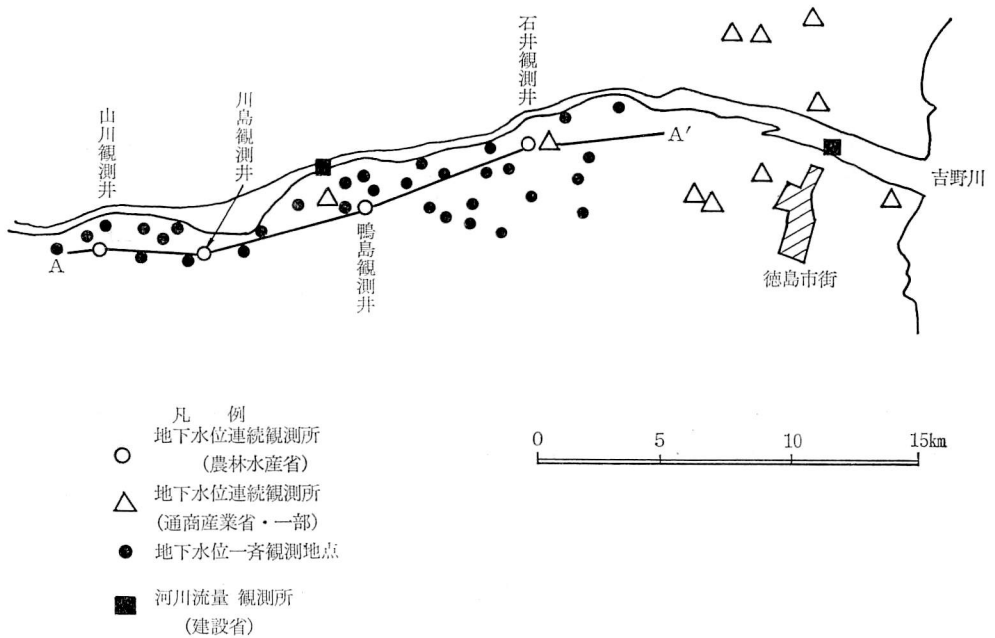 石井観測井
川島観測井
山川観測井
A′
吉野川
A
鴨島観測井
徳島市街
凡　例
地下水位連続観測所
(農林水産省)
地下水位連続観測所
(通商産業省・一部)
地下水位一斉観測地点
河川流量 観測所
(建設省)
0 5 10 15km